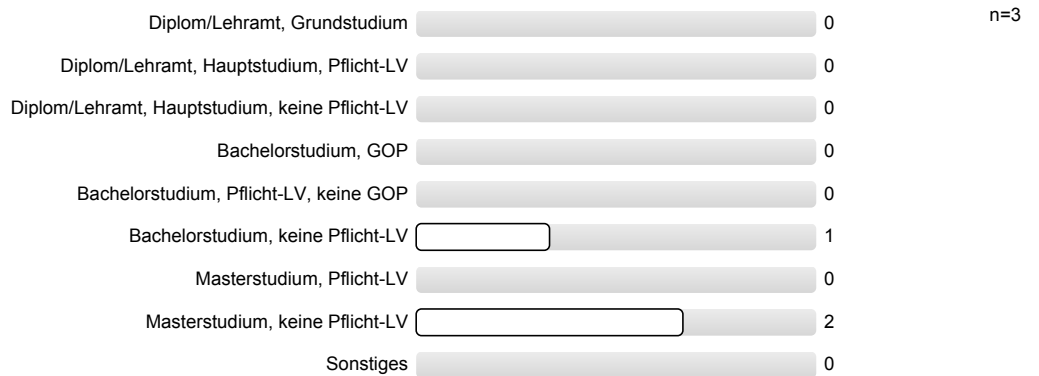 Diplom/Lehramt, Grundstudium 0 n=3
Diplom/Lehramt, Hauptstudium, Pflicht-LV 0
Diplom/Lehramt, Hauptstudium, keine Pflicht-LV 0
Bachelorstudium, GOP 0
Bachelorstudium, Pflicht-LV, keine GOP 0
Bachelorstudium, keine Pflicht-LV 1
Masterstudium, Pflicht-LV 0
Masterstudium, keine Pflicht-LV 2
Sonstiges 0